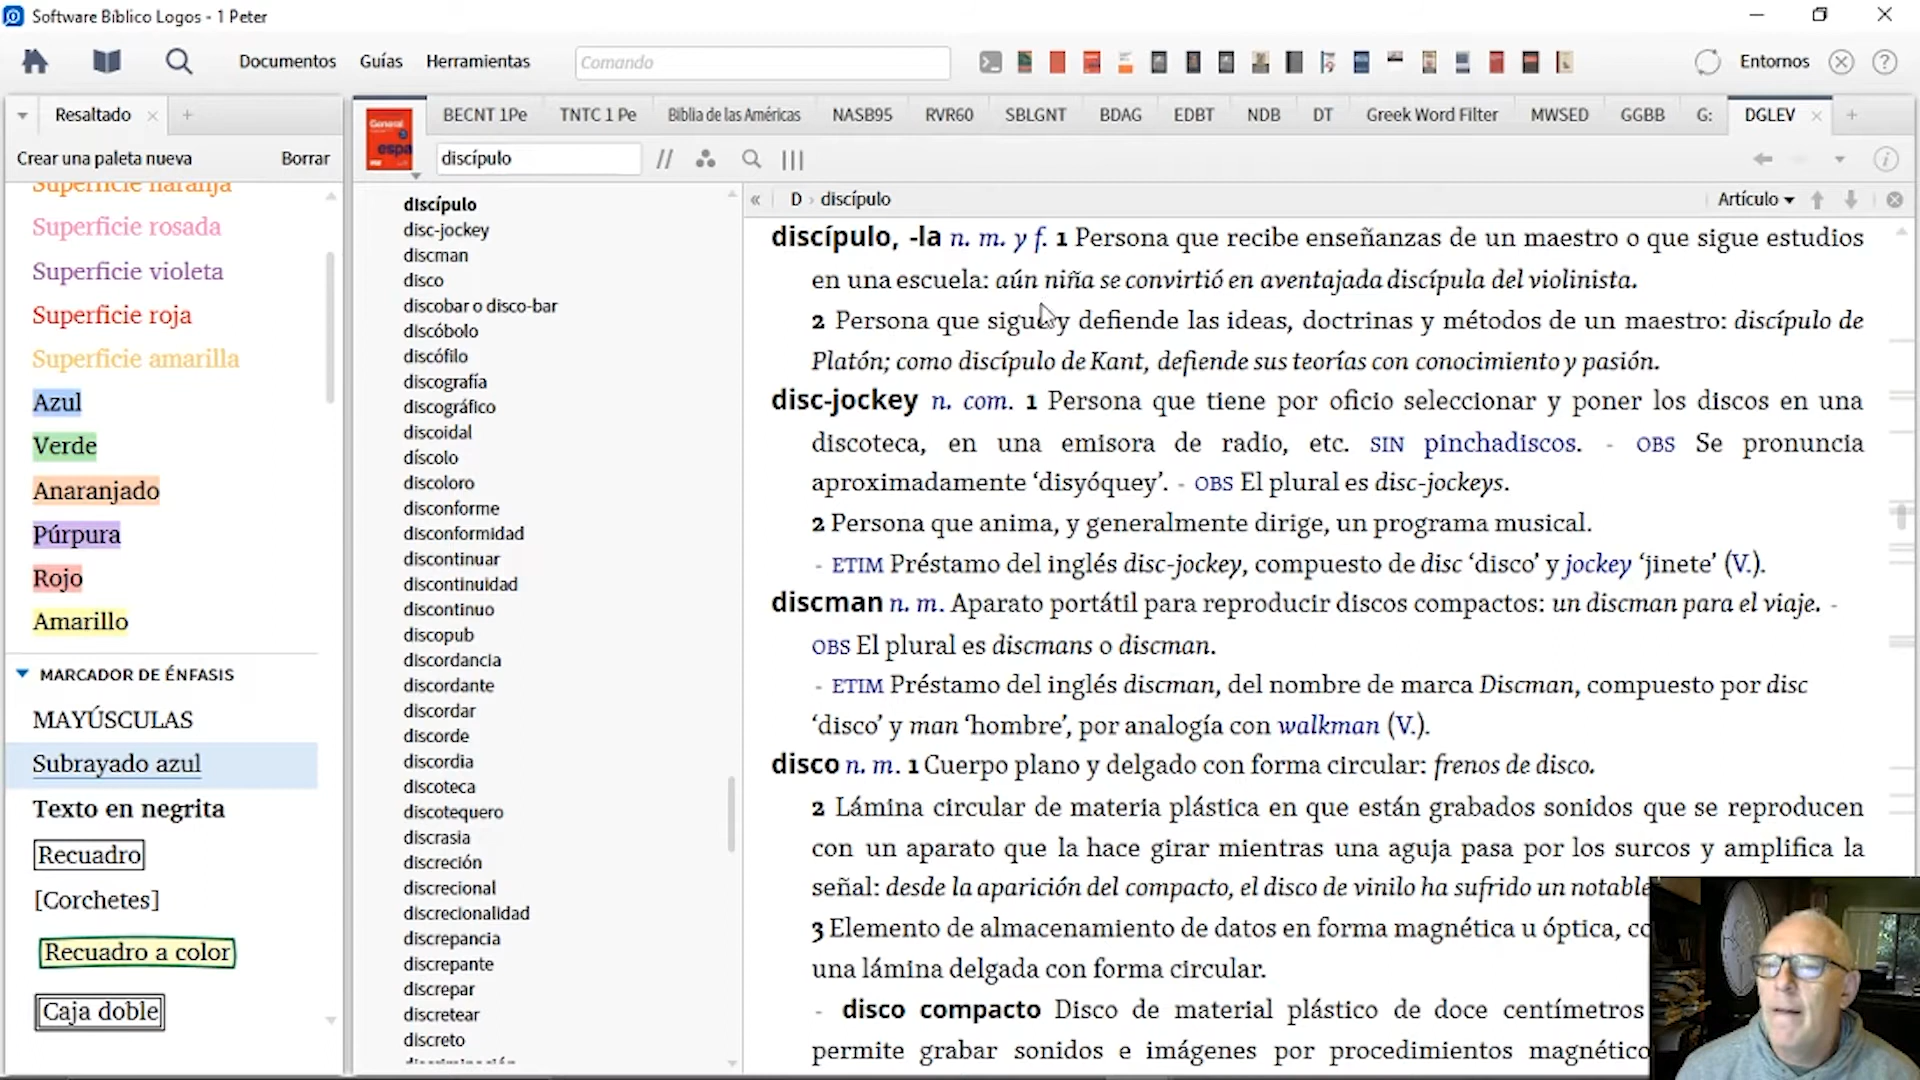 Software Bíblico Logos - 1 Peter
Documentos Guías Herramientas Comando Entornos
Resaltado
BECNT 1Pe TNTC 1 Pe Biblia de las Américas NASB95 RVR60 SBLGNT BDAG EDBT NDB DT Greek Word Filter MWSED GGBB G: DGLEV
Crear una paleta nueva Borrar
General
espa
discípulo
Superficie naranja
Superficie rosada
Superficie violeta
Superficie roja
Superficie amarilla
Azul
Verde
Anaranjado
Púrpura
Rojo
Amarillo
MARCADOR DE ÉNFASIS
MAYÚSCULAS
Subrayado azul
Texto en negrita
Recuadro
[Corchetes]
Recuadro a color
Caja doble
discípulo
disc-jockey
discman
disco
discobar o disco-bar
discóbolo
discófilo
discografía
discográfico
discoidal
díscolo
discoloro
disconforme
disconformidad
discontinuar
discontinuidad
discontinuo
discopub
discordancia
discordante
discordar
discorde
discordia
discoteca
discotequero
discrasia
discreción
discrecional
discrecionalidad
discrepancia
discrepante
discrepar
discretear
discreto
discriminación
D › discípulo Artículo
discípulo, -la n. m. y f. 1 Persona que recibe enseñanzas de un maestro o que sigue estudios
en una escuela: aún niña se convirtió en aventajada discípula del violinista.
2 Persona que sigue y defiende las ideas, doctrinas y métodos de un maestro: discípulo de
Platón; como discípulo de Kant, defiende sus teorías con conocimiento y pasión.
disc-jockey n. com. 1 Persona que tiene por oficio seleccionar y poner los discos en una
discoteca, en una emisora de radio, etc. SIN pinchadiscos. - OBS Se pronuncia
aproximadamente ‘disyóquey’. - OBS El plural es disc-jockeys.
2 Persona que anima, y generalmente dirige, un programa musical.
- ETIM Préstamo del inglés disc-jockey, compuesto de disc ‘disco’ y jockey ‘jinete’ (V.).
discman n. m. Aparato portátil para reproducir discos compactos: un discman para el viaje. -
OBS El plural es discmans o discman.
- ETIM Préstamo del inglés discman, del nombre de marca Discman, compuesto por disc
‘disco’ y man ‘hombre’, por analogía con walkman (V.).
disco n. m. 1 Cuerpo plano y delgado con forma circular: frenos de disco.
2 Lámina circular de materia plástica en que están grabados sonidos que se reproducen
con un aparato que la hace girar mientras una aguja pasa por los surcos y amplifica la
señal: desde la aparición del compacto, el disco de vinilo ha sufrido un notable
3 Elemento de almacenamiento de datos en forma magnética u óptica, co
una lámina delgada con forma circular.
- disco compacto Disco de material plástico de doce centímetros
permite grabar sonidos e imágenes por procedimientos magnético